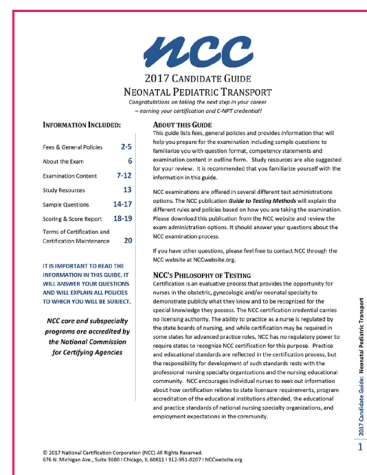 ncc
2017 CANDIDATE GUIDE
NEONATAL PEDIATRIC TRANSPORT
Congratulations on taking the next step in your career
– earning your certification and C-NPT credential!
INFORMATION INCLUDED:
Fees & General Policies 2-5
About the Exam 6
Examination Content 7-12
Study Resources 13
Sample Questions 14-17
Scoring & Score Report 18-19
Terms of Certification and
Certification Maintenance 20
IT IS IMPORTANT TO READ THE
INFORMATION IN THIS GUIDE. IT
WILL ANSWER YOUR QUESTIONS
AND WILL EXPLAIN ALL POLICIES
TO WHICH YOU WILL BE SUBJECT.
NCC core and subspecialty
programs are accredited by
the National Commission
for Certifying Agencies
ABOUT THIS GUIDE
This guide lists fees, general policies and provides information that will
help you prepare for the examination including sample questions to
familiarize you with question format, competency statements and
examination content in outline form. Study resources are also suggested
for your review. It is recommended that you familiarize yourself with the
information in this guide.
NCC examinations are offered in several different test administration
options. The NCC publication Guide to Testing Methods will explain the
different rules and policies based on how you are taking the examination.
Please download this publication from the NCC website and review the
exam administration options. It should answer your questions about the
NCC examination process.
If you have other questions, please feel free to contact NCC through the
NCC website at NCCwebsite.org.
NCC'S PHILOSOPHY OF TESTING
Certification is an evaluative process that provides the opportunity for
nurses in the obstetric, gynecologic and/or neonatal specialty to
demonstrate publicly what they know and to be recognized for the
special knowledge they possess. The NCC certification credential carries
no licensing authority. The ability to practice as a nurse is regulated by
the state boards of nursing, and while certification may be required in
some states for advanced practice roles, NCC has no regulatory power to
require states to recognize NCC certification for this purpose. Practice
and educational standards are reflected in the certification process, but
the responsibility for development of such standards rests with the
professional nursing specialty organizations and the nursing educational
community. NCC encourages individual nurses to seek out information
about how certification relates to state licensure requirements, program
accreditation of the educational institutions attended, the educational
and practice standards of national nursing specialty organizations, and
employment expectations in the community.
2017 Candidate Guide: Neonatal Pediatric Transport
1
© 2017 National Certification Corporation (NCC) All Rights Reserved.
676 N. Michigan Ave., Suite 3600 I Chicago, IL 60611 I 312-951-0207 I NCCwebsite.org